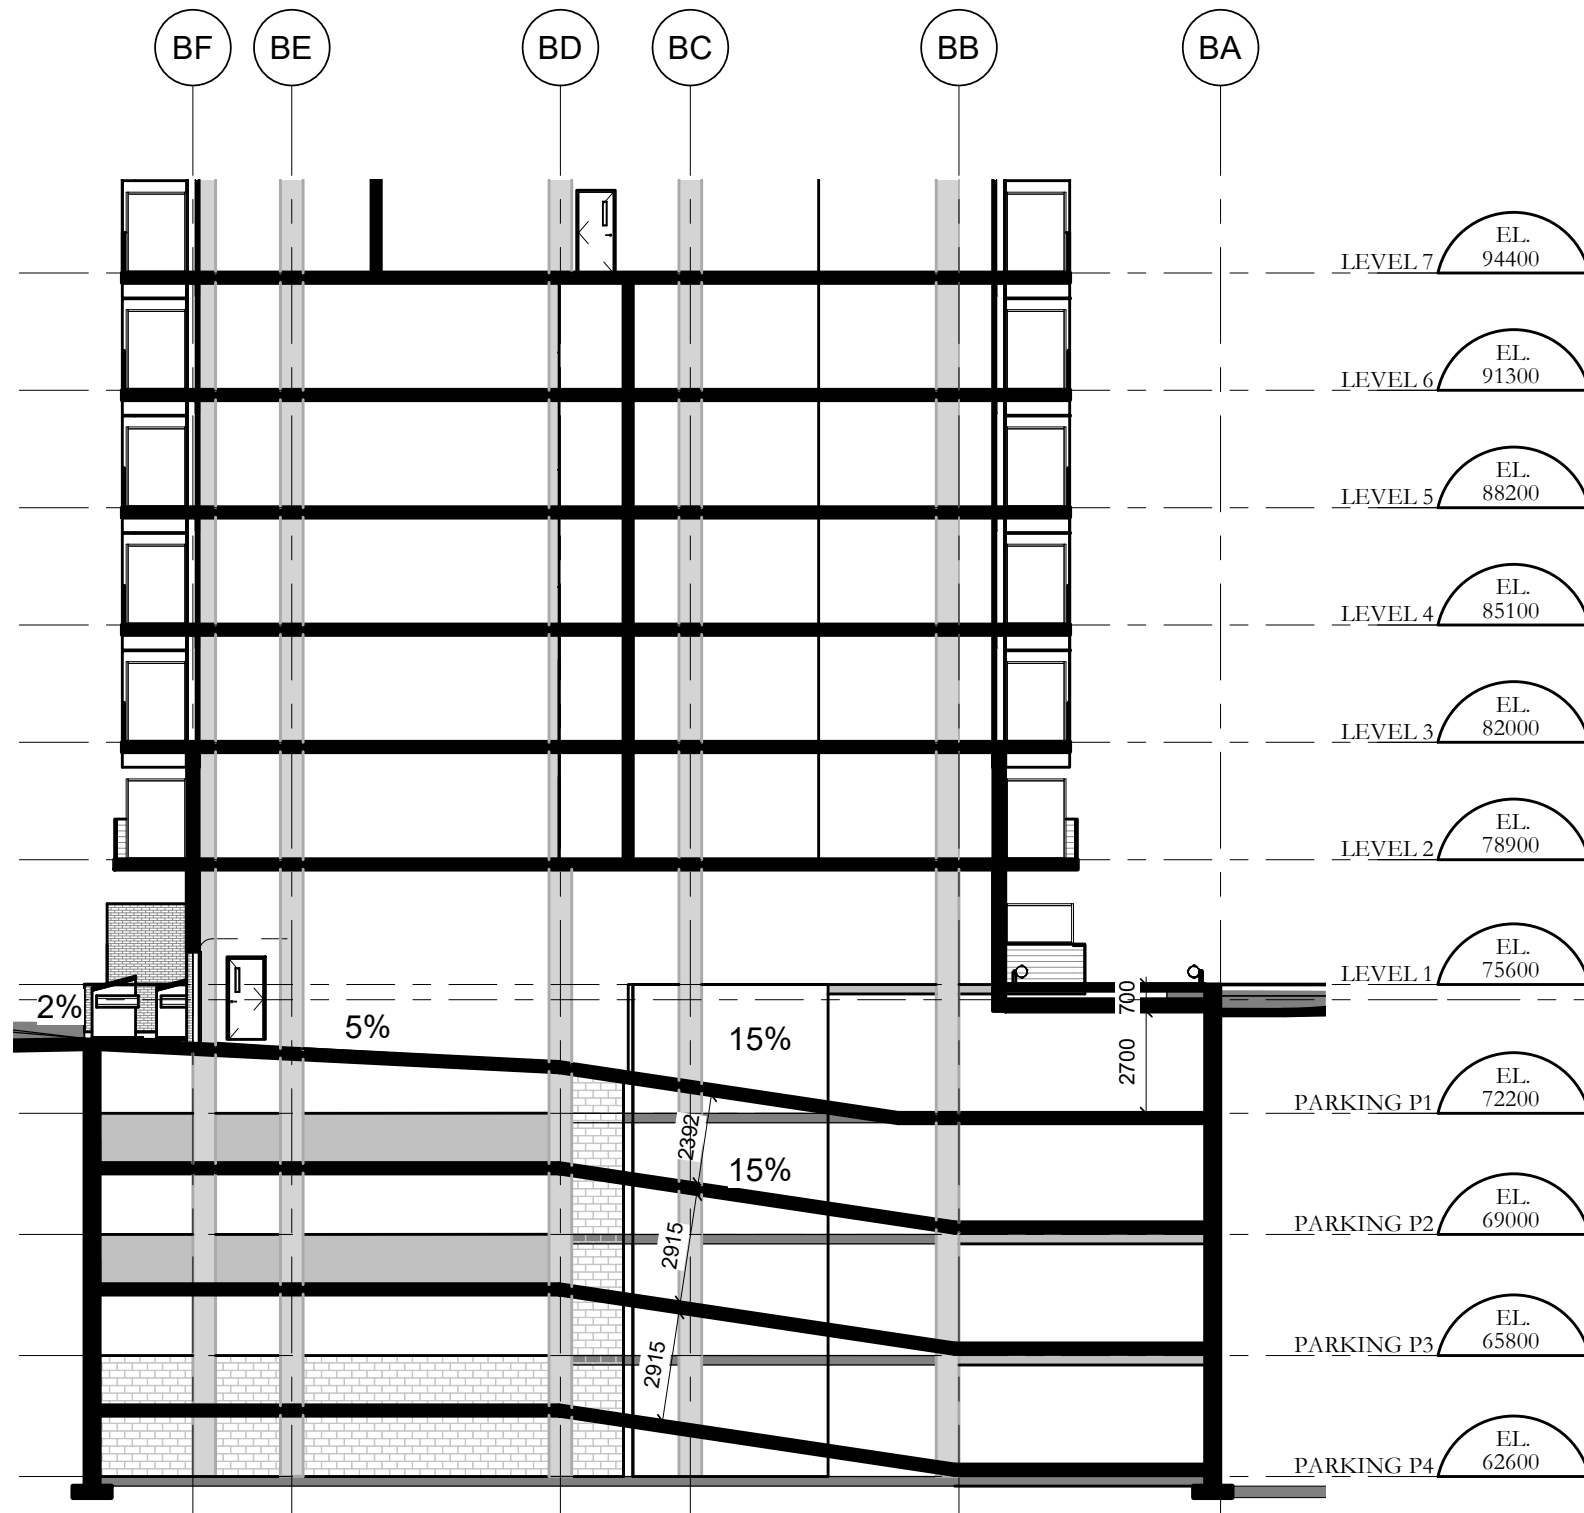 BF BE BD BC BB BA
EL.
LEVEL 7 94400
EL.
LEVEL 6 91300
EL.
LEVEL 5 88200
EL.
LEVEL 4 85100
EL.
LEVEL 3 82000
EL.
LEVEL 2 78900
EL.
LEVEL 1 75600
2%
5%
15%
700
2700
EL.
PARKING P1 72200
2392
15%
EL.
PARKING P2 69000
2915
EL.
PARKING P3 65800
2915
EL.
PARKING P4 62600